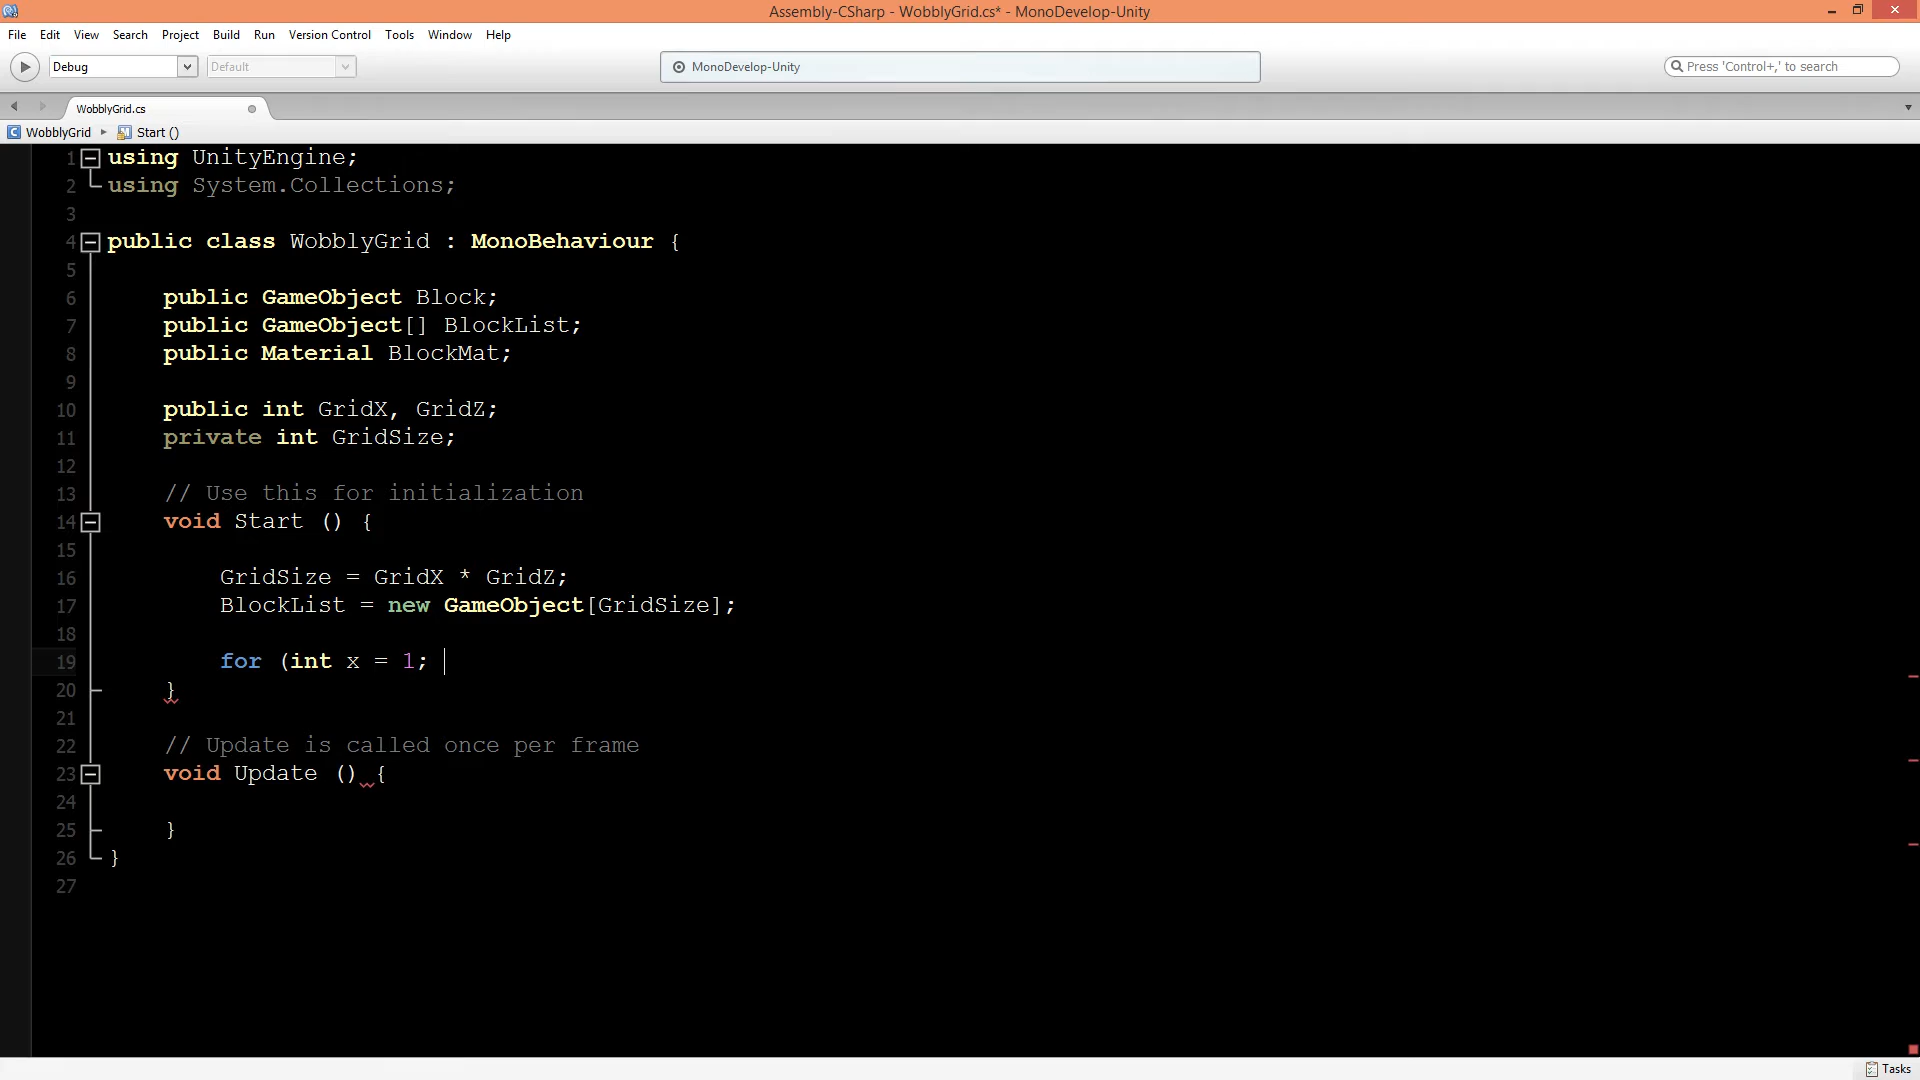 Assembly-CSharp - WobblyGrid.cs* - MonoDevelop-Unity
File Edit View Search Project Build Run Version Control Tools Window Help
Debug Default MonoDevelop-Unity Press 'Control+,' to search
WobblyGrid.cs
WobblyGrid Start ()
1 using UnityEngine;
2 using System.Collections;
3
4 public class WobblyGrid : MonoBehaviour {
5
6 public GameObject Block;
7 public GameObject[] BlockList;
8 public Material BlockMat;
9
10 public int GridX, GridZ;
11 private int GridSize;
12
13 // Use this for initialization
14 void Start () {
15
16 GridSize = GridX * GridZ;
17 BlockList = new GameObject[GridSize];
18
19 for (int x = 1;
20 }
21
22 // Update is called once per frame
23 void Update () {
24
25 }
26 }
27
Tasks